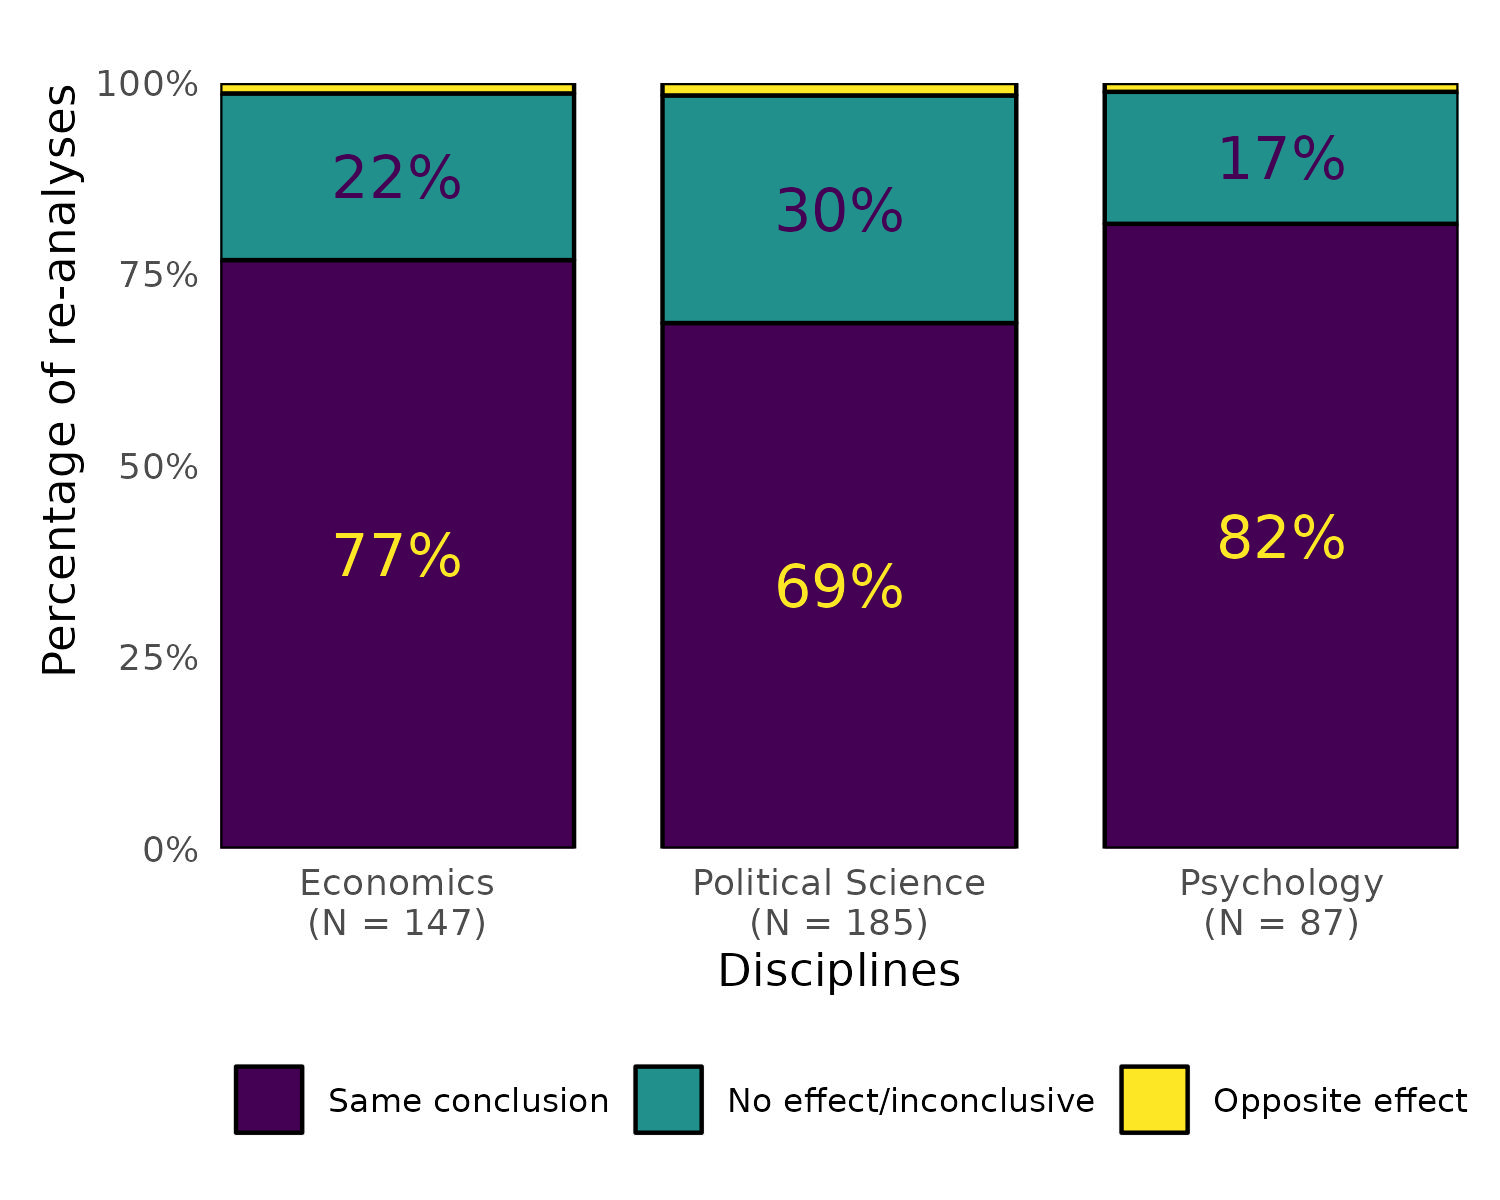 Percentage of re-analyses
100%
75%
50%
25%
0%
22%
30%
17%
77%
69%
82%
Economics
(N = 147)
Political Science
(N = 185)
Psychology
(N = 87)
Disciplines
Same conclusion
No effect/inconclusive
Opposite effect